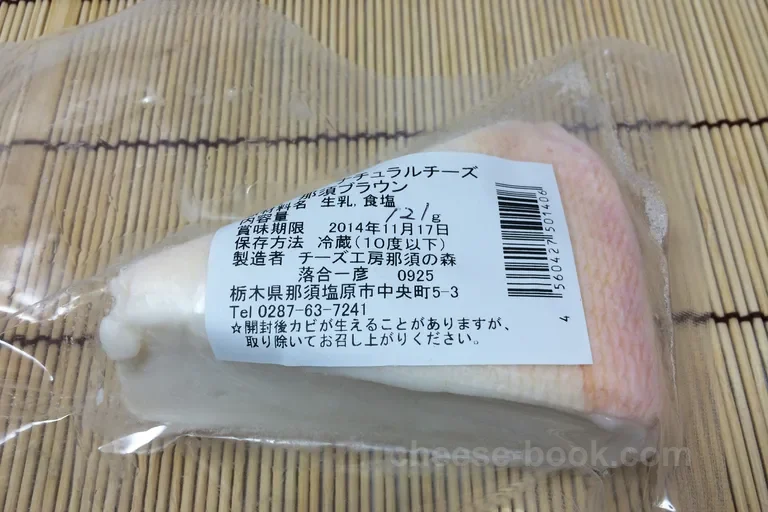 チュラルチーズ
那須ブラウン
材料名 生乳,食塩
内容量 121g
賞味期限 2014年11月17日
保存方法 冷蔵(10度以下)
製造者 チーズ工房那須の森
落合一彦 0925
栃木県那須塩原市中央町5-3
Tel 0287-63-7241
☆開封後カビが生えることがありますが、
取り除いてお召し上がりください。
4 560427 501406
cheese-book.com